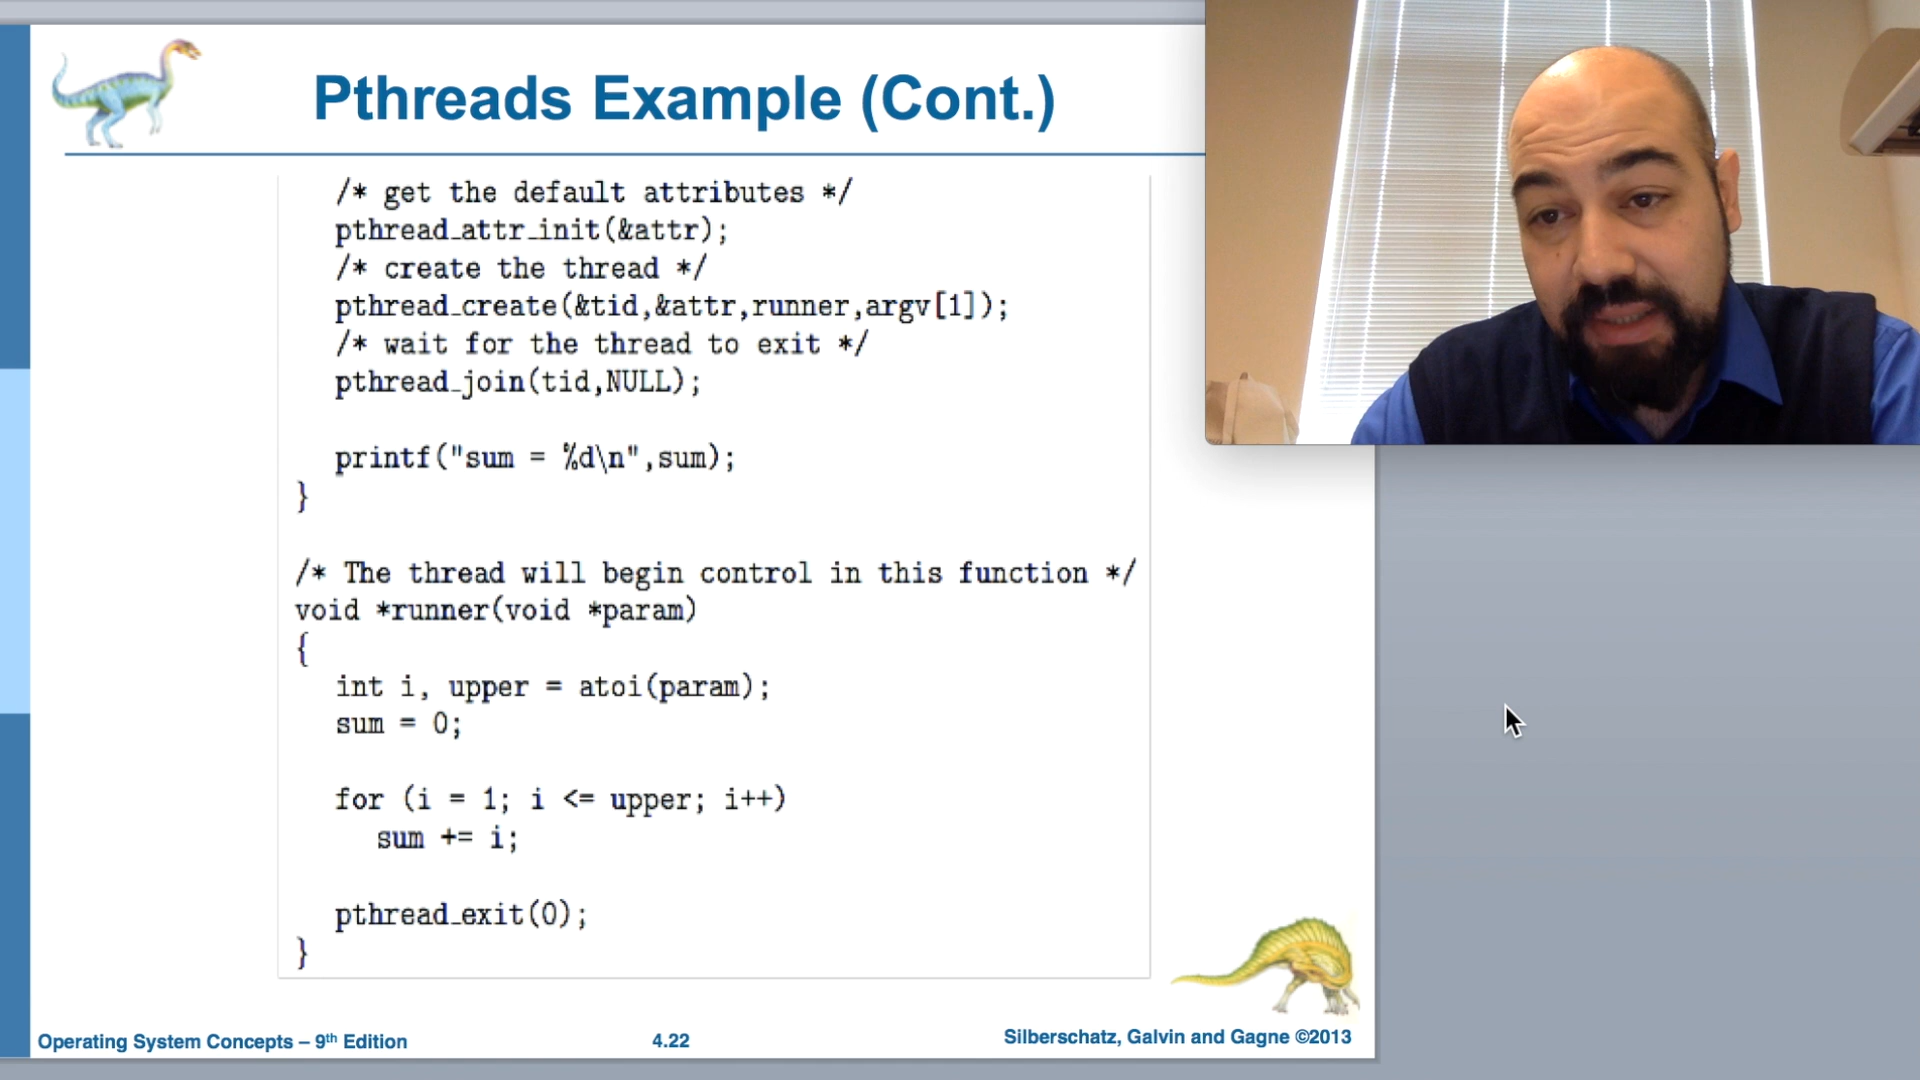 Pthreads Example (Cont.)
/* get the default attributes */
pthread_attr_init(&attr);
/* create the thread */
pthread_create(&tid,&attr,runner,argv[1]);
/* wait for the thread to exit */
pthread_join(tid,NULL);
printf("sum = %d\n",sum);
}
/* The thread will begin control in this function */
void *runner(void *param)
{
int i, upper = atoi(param);
sum = 0;
for (i = 1; i <= upper; i++)
sum += i;
pthread_exit(0);
}
Operating System Concepts – 9th Edition
4.22
Silberschatz, Galvin and Gagne ©2013